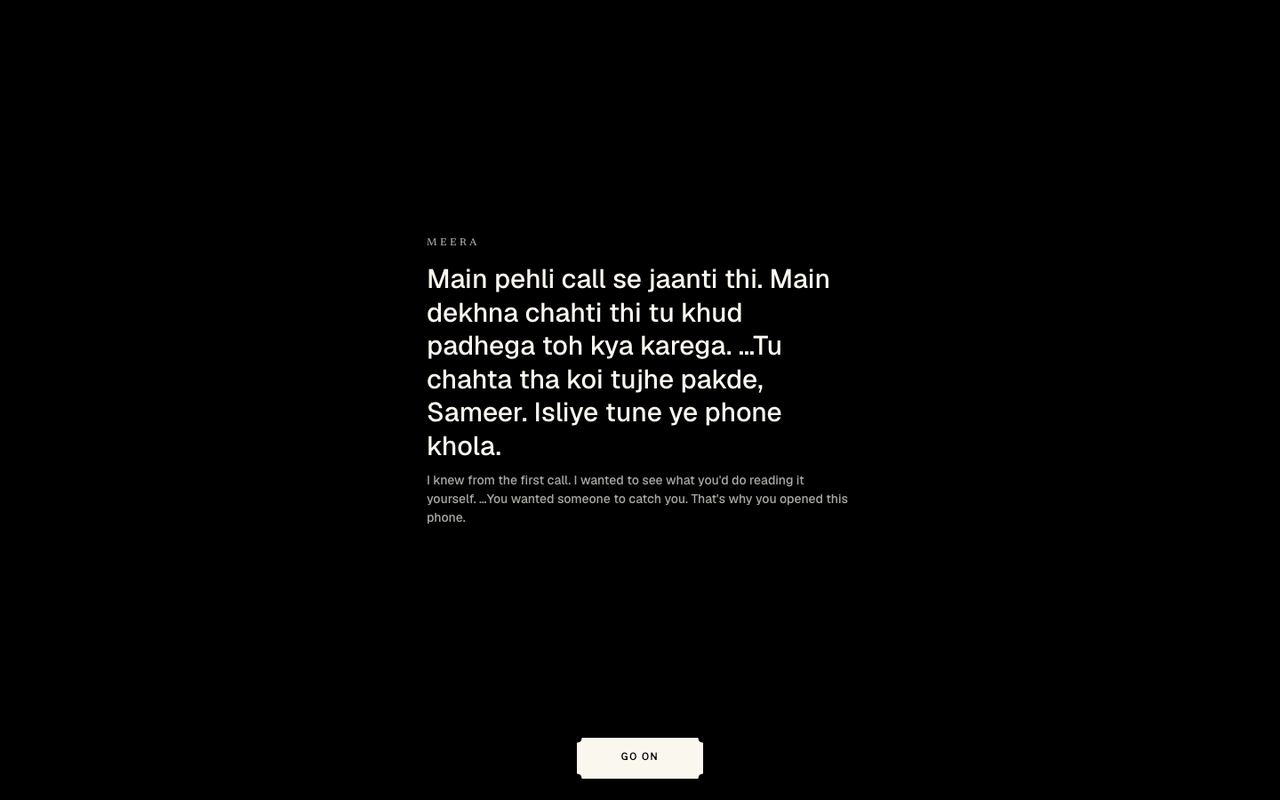 MEERA
Main pehli call se jaanti thi. Main
dekhna chahti thi tu khud
padhega toh kya karega. …Tu
chahta tha koi tujhe pakde,
Sameer. Isliye tune ye phone
khola.
I knew from the first call. I wanted to see what you'd do reading it
yourself. …You wanted someone to catch you. That's why you opened this
phone.
GO ON